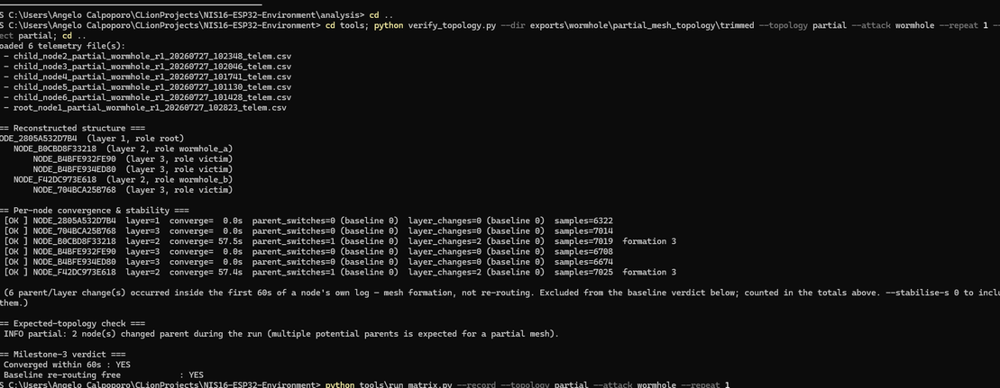 S C:\Users\Angelo Calpoporo\CLionProjects\NIS16-ESP32-Environment\analysis> cd ..
S C:\Users\Angelo Calpoporo\CLionProjects\NIS16-ESP32-Environment> cd tools; python verify_topology.py --dir exports\wormhole\partial_mesh_topology\trimmed --topology partial --attack wormhole --repeat 1 --
ect partial; cd ..
oaded 6 telemetry file(s):
- child_node2_partial_wormhole_r1_20260727_102348_telem.csv
- child_node3_partial_wormhole_r1_20260727_102046_telem.csv
- child_node4_partial_wormhole_r1_20260727_101741_telem.csv
- child_node5_partial_wormhole_r1_20260727_101130_telem.csv
- child_node6_partial_wormhole_r1_20260727_101428_telem.csv
- root_node1_partial_wormhole_r1_20260727_102823_telem.csv
== Reconstructed structure ===
ODE_2805A532D7B4 (layer 1, role root)
NODE_B0CBD8F33218 (layer 2, role wormhole_a)
NODE_B4BFE932FE90 (layer 3, role victim)
NODE_B4BFE934ED80 (layer 3, role victim)
NODE_F42DC973E618 (layer 2, role wormhole_b)
NODE_704BCA25B768 (layer 3, role victim)
== Per-node convergence & stability ===
[OK ] NODE_2805A532D7B4 layer=1 converge= 0.0s parent_switches=0 (baseline 0) layer_changes=0 (baseline 0) samples=6322
[OK ] NODE_704BCA25B768 layer=3 converge= 0.0s parent_switches=0 (baseline 0) layer_changes=0 (baseline 0) samples=7014
[OK ] NODE_B0CBD8F33218 layer=2 converge= 57.5s parent_switches=1 (baseline 0) layer_changes=2 (baseline 0) samples=7019 formation 3
[OK ] NODE_B4BFE932FE90 layer=3 converge= 0.0s parent_switches=0 (baseline 0) layer_changes=0 (baseline 0) samples=6708
[OK ] NODE_B4BFE934ED80 layer=3 converge= 0.0s parent_switches=0 (baseline 0) layer_changes=0 (baseline 0) samples=6674
[OK ] NODE_F42DC973E618 layer=2 converge= 57.4s parent_switches=1 (baseline 0) layer_changes=2 (baseline 0) samples=7025 formation 3
(6 parent/layer change(s) occurred inside the first 60s of a node's own log — mesh formation, not re-routing. Excluded from the baseline verdict below; counted in the totals above. --stabilise-s 0 to inclu
them.)
== Expected-topology check ===
INFO partial: 2 node(s) changed parent during the run (multiple potential parents is expected for a partial mesh).
== Milestone-3 verdict ===
Converged within 60s : YES
Baseline re-routing free : YES
S C:\Users\Angelo Calpoporo\CLionProjects\NIS16-ESP32-Environment> python tools\run_matrix.py --record --topology partial --attack wormhole --repeat 1